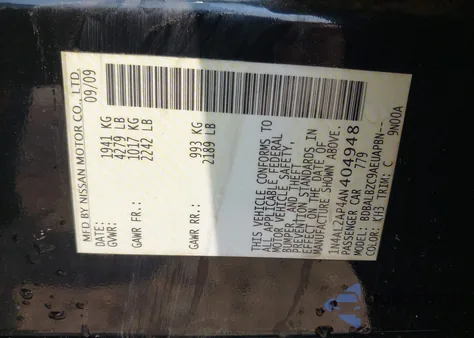 MFD BY NISSAN MOTOR CO., LTD.
DATE: 09/09
GVWR: 1941 KG
4279 LB
GAWR FR: 1017 KG
2242 LB
GAWR RR: 993 KG
2189 LB
THIS VEHICLE CONFORMS TO
ALL APPLICABLE FEDERAL
MOTOR VEHICLE SAFETY,
BUMPER, AND THEFT
PREVENTION STANDARDS IN
EFFECT ON THE DATE OF
MANUFACTURE SHOWN ABOVE.
1N4AL2AP4AN404948
PASSENGER CAR 779
MODEL: BDBALBZC9AEUAPBN--
COLOR: KH3 TRIM: C 9N00A